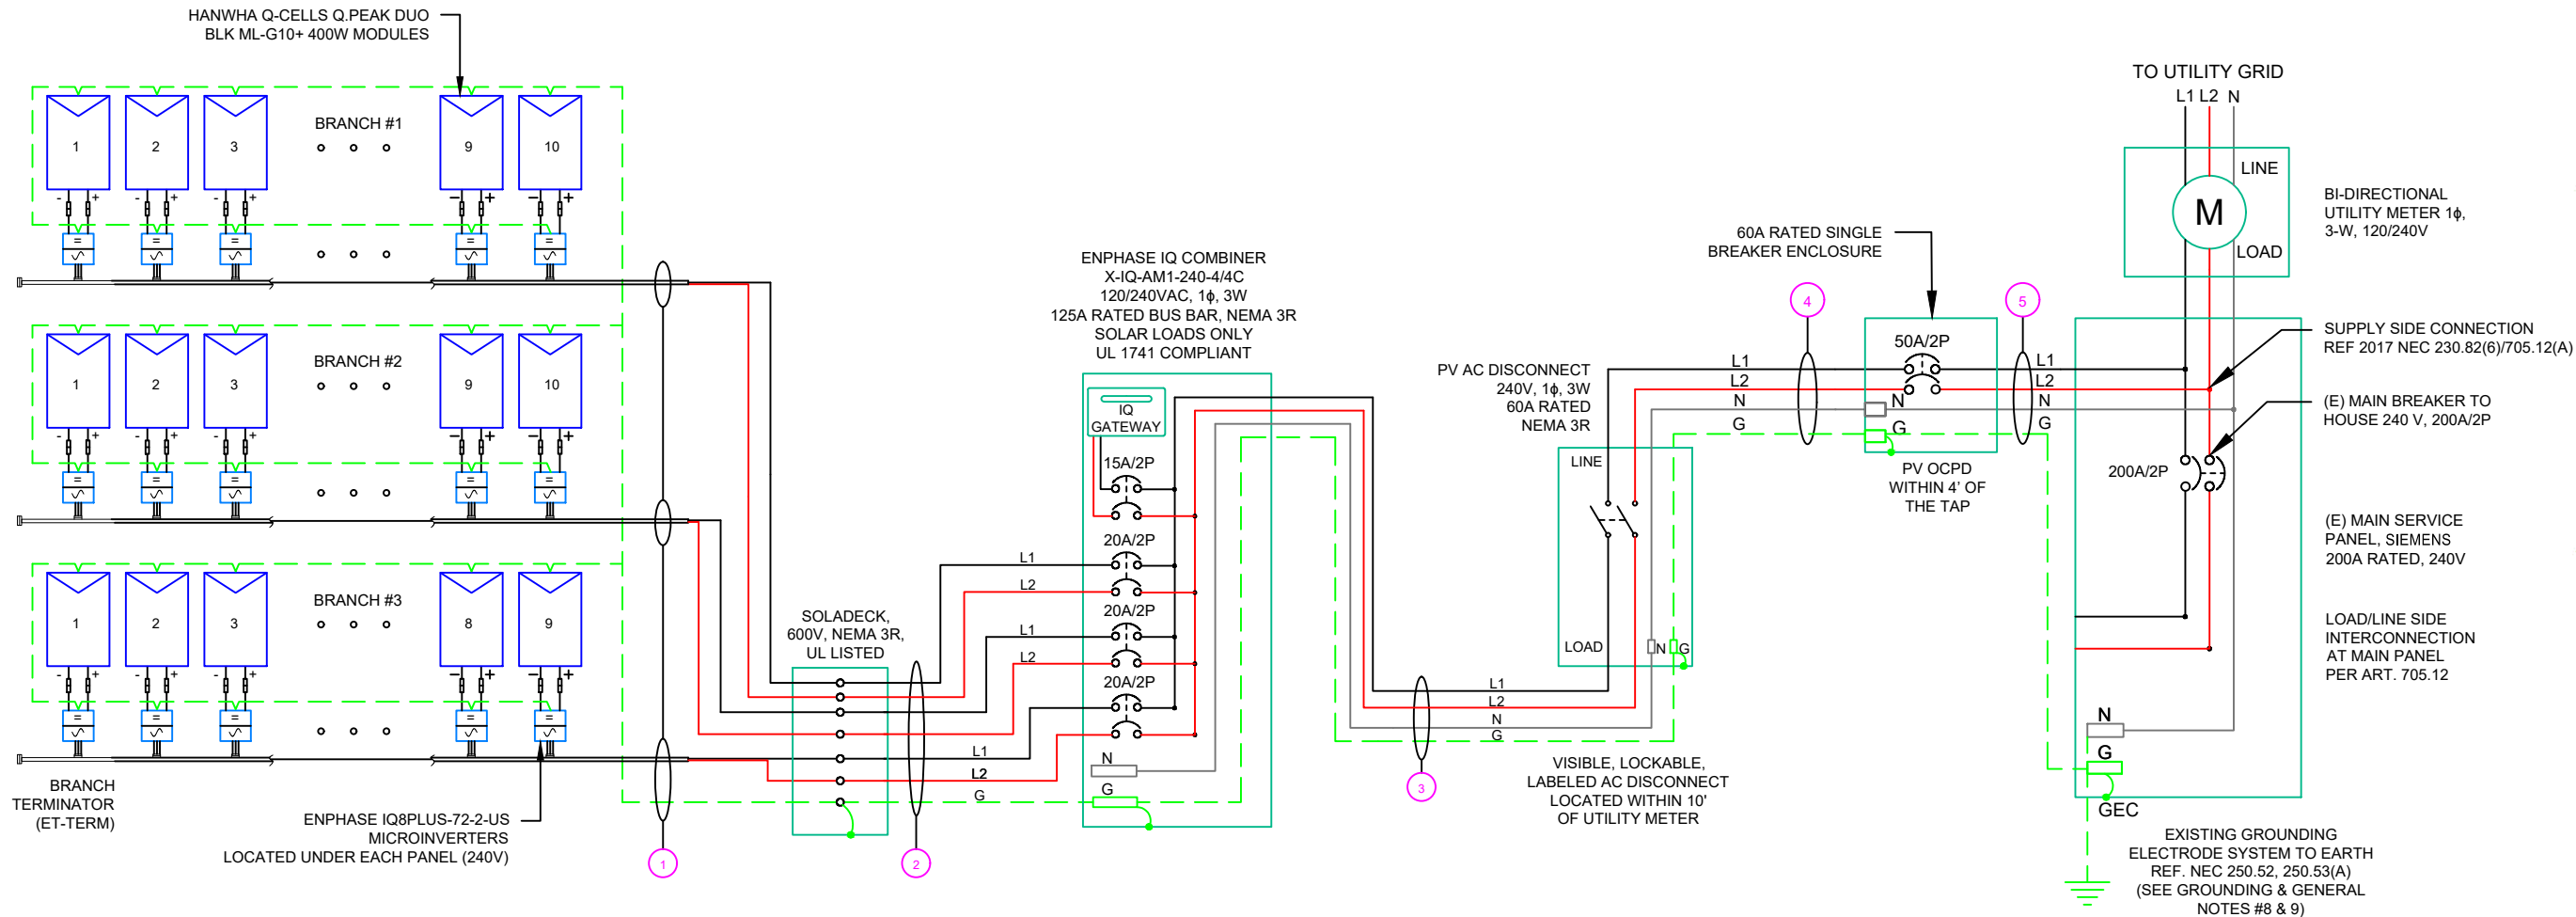 HANWHA Q-CELLS Q.PEAK DUO
BLK ML-G10+ 400W MODULES
BRANCH #1
1
2
3
9
10
- +
- +
- +
- +
- +
=
=
=
=
=
BRANCH #2
1
2
3
9
10
- +
- +
- +
- +
- +
=
=
=
=
=
BRANCH #3
1
2
3
8
9
- +
- +
- +
- +
- +
=
=
=
=
=
BRANCH
TERMINATOR
(ET-TERM)
ENPHASE IQ8PLUS-72-2-US
MICROINVERTERS
LOCATED UNDER EACH PANEL (240V)
1
SOLADECK,
600V, NEMA 3R,
UL LISTED
2
L1
L2
L1
L2
L1
L2
G
ENPHASE IQ COMBINER
X-IQ-AM1-240-4/4C
120/240VAC, 1ϕ, 3W
125A RATED BUS BAR, NEMA 3R
SOLAR LOADS ONLY
UL 1741 COMPLIANT
IQ
GATEWAY
15A/2P
20A/2P
20A/2P
20A/2P
N
G
3
L1
L2
N
G
PV AC DISCONNECT
240V, 1ϕ, 3W
60A RATED
NEMA 3R
LINE
LOAD
N
G
VISIBLE, LOCKABLE,
LABELED AC DISCONNECT
LOCATED WITHIN 10'
OF UTILITY METER
L1
L2
N
G
4
60A RATED SINGLE
BREAKER ENCLOSURE
50A/2P
N
G
PV OCPD
WITHIN 4' OF
THE TAP
5
L1
L2
N
G
TO UTILITY GRID
L1 L2 N
LINE
M
LOAD
BI-DIRECTIONAL
UTILITY METER 1ϕ,
3-W, 120/240V
SUPPLY SIDE CONNECTION
REF 2017 NEC 230.82(6)/705.12(A)
(E) MAIN BREAKER TO
HOUSE 240 V, 200A/2P
200A/2P
(E) MAIN SERVICE
PANEL, SIEMENS
200A RATED, 240V
LOAD/LINE SIDE
INTERCONNECTION
AT MAIN PANEL
PER ART. 705.12
N
G
GEC
EXISTING GROUNDING
ELECTRODE SYSTEM TO EARTH
REF. NEC 250.52, 250.53(A)
(SEE GROUNDING & GENERAL
NOTES #8 & 9)